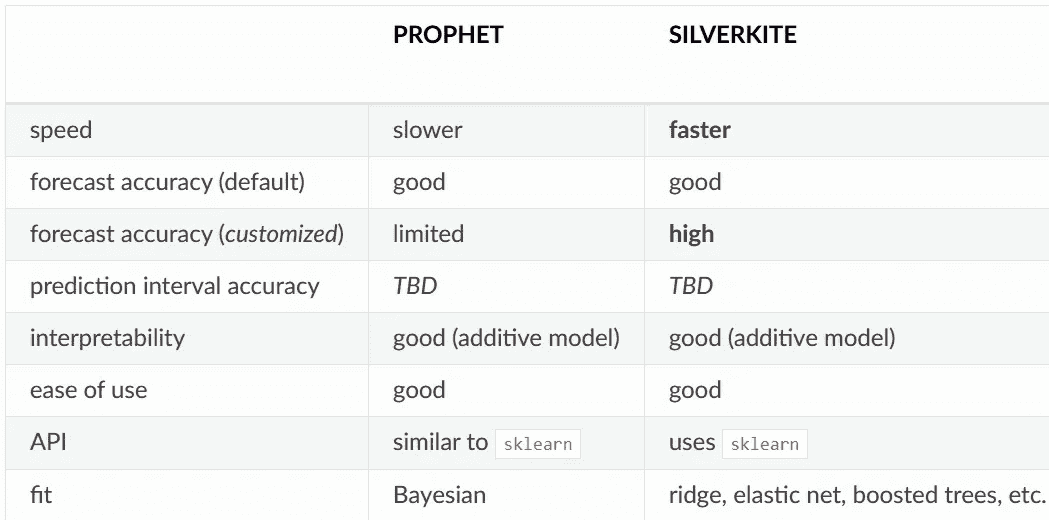 PROPHET SILVERKITE
speed slower faster
forecast accuracy (default) good good
forecast accuracy (customized) limited high
prediction interval accuracy TBD TBD
interpretability good (additive model) good (additive model)
ease of use good good
API similar to sklearn uses sklearn
fit Bayesian ridge, elastic net, boosted trees, etc.